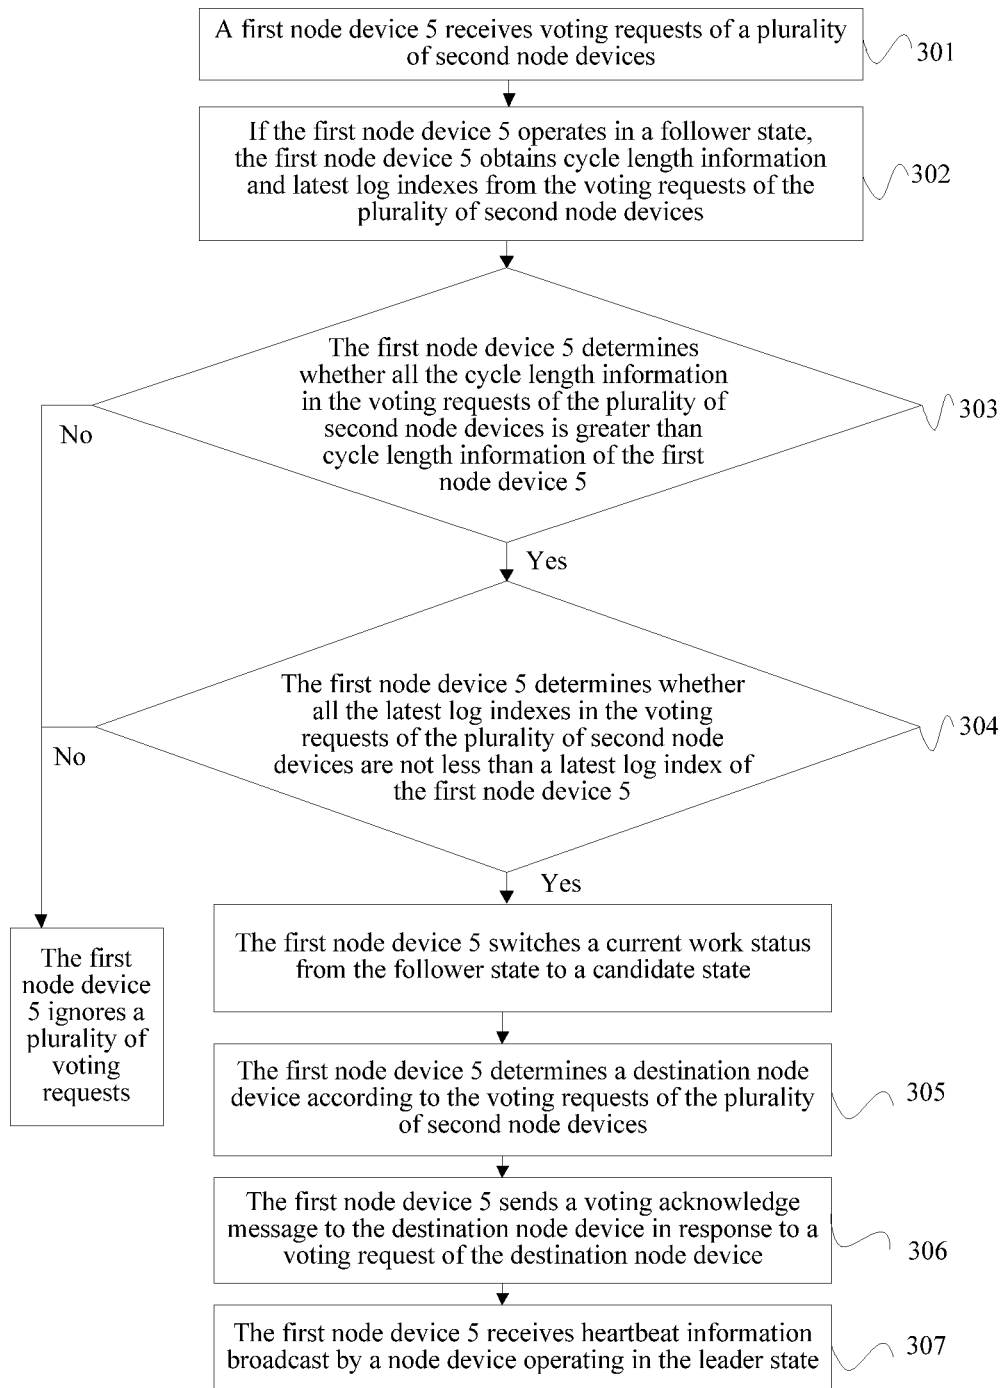 A first node device 5 receives voting requests of a plurality
of second node devices
301
If the first node device 5 operates in a follower state,
the first node device 5 obtains cycle length information
and latest log indexes from the voting requests of the
plurality of second node devices
302
The first node device 5 determines
whether all the cycle length information
in the voting requests of the plurality of
second node devices is greater than
cycle length information of the first
node device 5
303
No
Yes
The first node device 5 determines whether
all the latest log indexes in the voting
requests of the plurality of second node
devices are not less than a latest log index of
the first node device 5
304
No
Yes
The first node device 5 switches a current work status
from the follower state to a candidate state
The first
node device
5 ignores a
plurality of
voting
requests
The first node device 5 determines a destination node
device according to the voting requests of the plurality
of second node devices
305
The first node device 5 sends a voting acknowledge
message to the destination node device in response to a
voting request of the destination node device
306
The first node device 5 receives heartbeat information
broadcast by a node device operating in the leader state
307